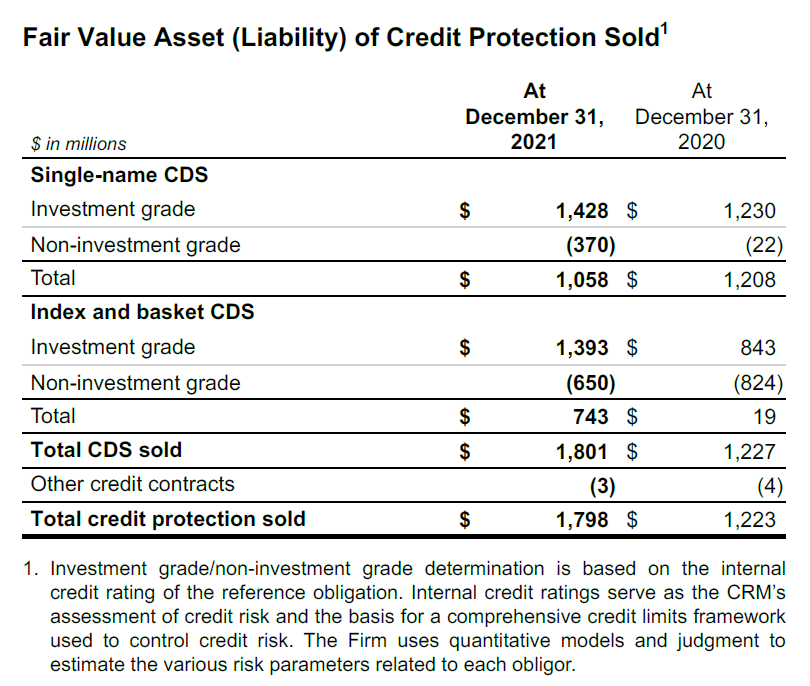 Fair Value Asset (Liability) of Credit Protection Sold1
At At
December 31, December 31,
$ in millions 2021 2020
Single-name CDS
Investment grade $ 1,428 $ 1,230
Non-investment grade (370) (22)
Total $ 1,058 $ 1,208
Index and basket CDS
Investment grade $ 1,393 $ 843
Non-investment grade (650) (824)
Total $ 743 $ 19
Total CDS sold $ 1,801 $ 1,227
Other credit contracts (3) (4)
Total credit protection sold $ 1,798 $ 1,223
1. Investment grade/non-investment grade determination is based on the internal
credit rating of the reference obligation. Internal credit ratings serve as the CRM’s
assessment of credit risk and the basis for a comprehensive credit limits framework
used to control credit risk. The Firm uses quantitative models and judgment to
estimate the various risk parameters related to each obligor.